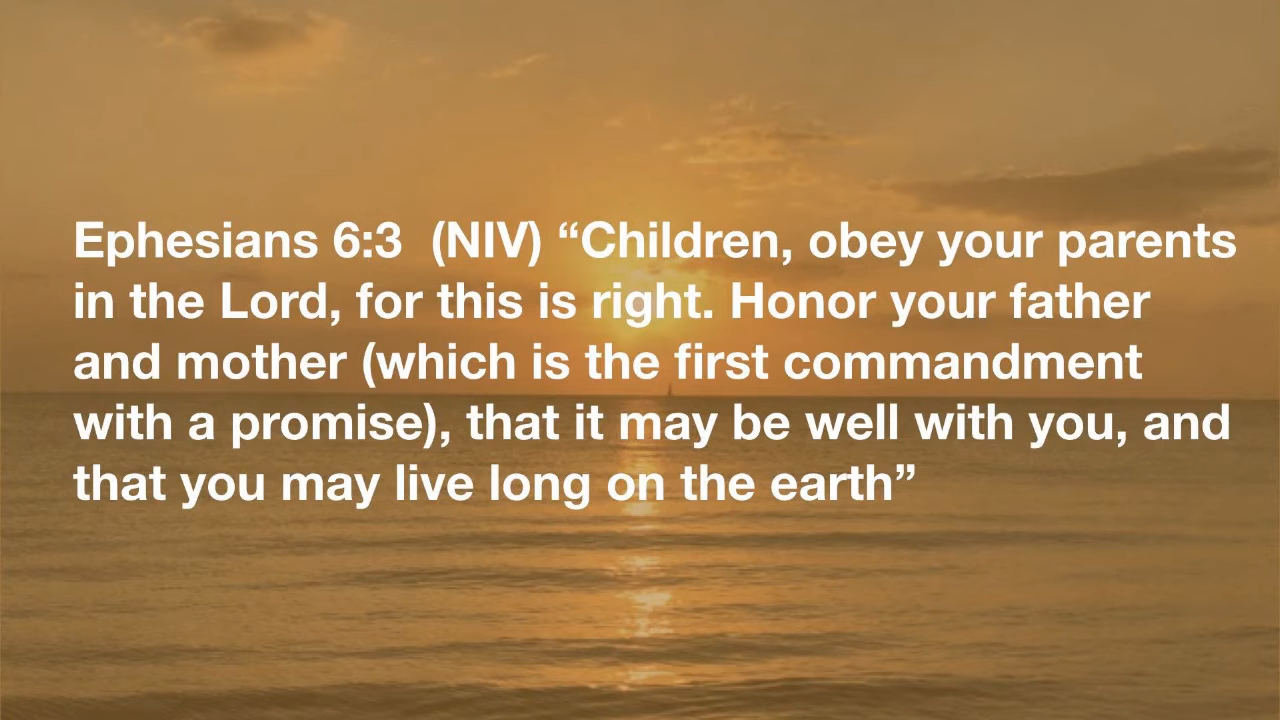 Ephesians 6:3  (NIV) “Children, obey your parents
in the Lord, for this is right. Honor your father
and mother (which is the first commandment
with a promise), that it may be well with you, and
that you may live long on the earth”